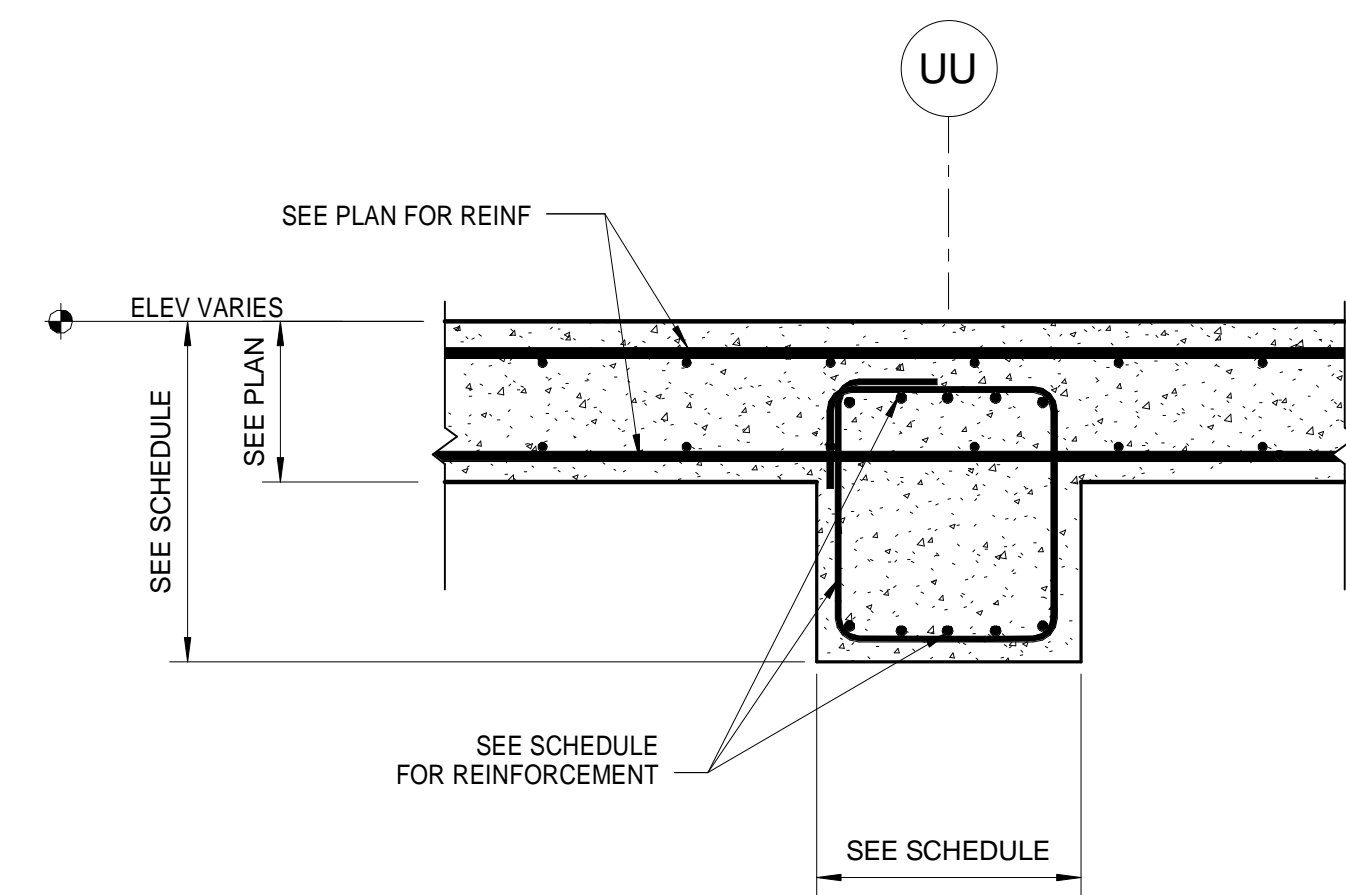 UU
SEE PLAN FOR REINF
ELEV VARIES
SEE PLAN
SEE SCHEDULE
SEE SCHEDULE
FOR REINFORCEMENT
SEE SCHEDULE